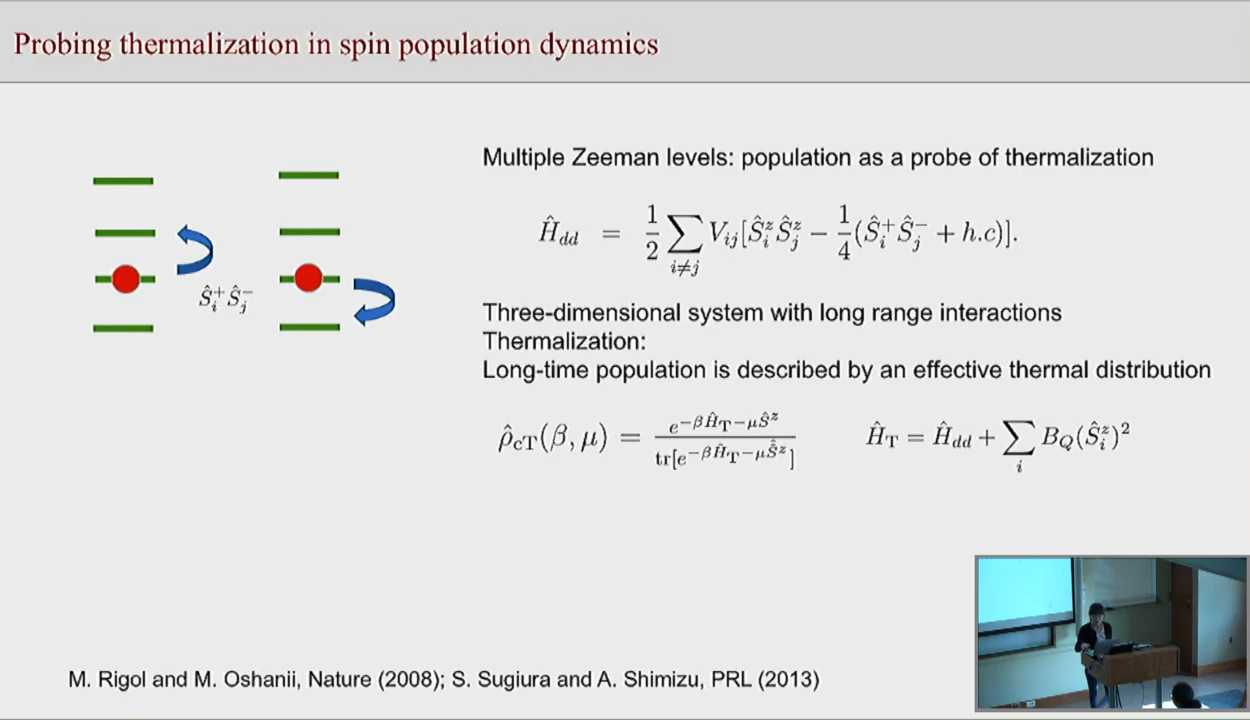 Probing thermalization in spin population dynamics
Multiple Zeeman levels: population as a probe of thermalization
Ĥ_dd = 1/2 ∑_{i≠j} V_ij[Ŝ_i^z Ŝ_j^z − 1/4(Ŝ_i^+ Ŝ_j^- + h.c)].
Ŝ_i^+ Ŝ_j^-
Three-dimensional system with long range interactions
Thermalization:
Long-time population is described by an effective thermal distribution
ρ̂_cT(β, μ) = e^{−βĤ_T−μŜ^z} / tr[e^{−βĤ_T−μŜ^z}]   Ĥ_T = Ĥ_dd + ∑_i B_Q(Ŝ_i^z)^2
M. Rigol and M. Oshanii, Nature (2008); S. Sugiura and A. Shimizu, PRL (2013)